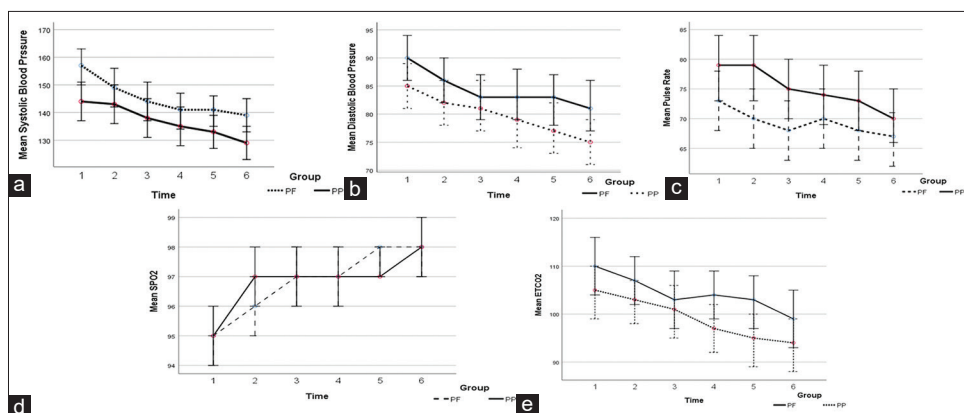 Mean Systolic Blood Prssure
170
160
150
140
130
1 2 3 4 5 6
Time
Group
PF PP
a
Mean Diastolic Blood Prssure
95
90
85
80
75
70
1 2 3 4 5 6
Time
Group
PF PP
b
Mean Pulse Rate
85
80
75
70
65
1 2 3 4 5 6
Time
Group
PF PP
c
Mean SPO2
99
98
97
96
95
94
1 2 3 4 5 6
Time
Group
PF PP
d
Mean ETCO2
120
110
100
90
1 2 3 4 5 6
Time
Group
PF PP
e